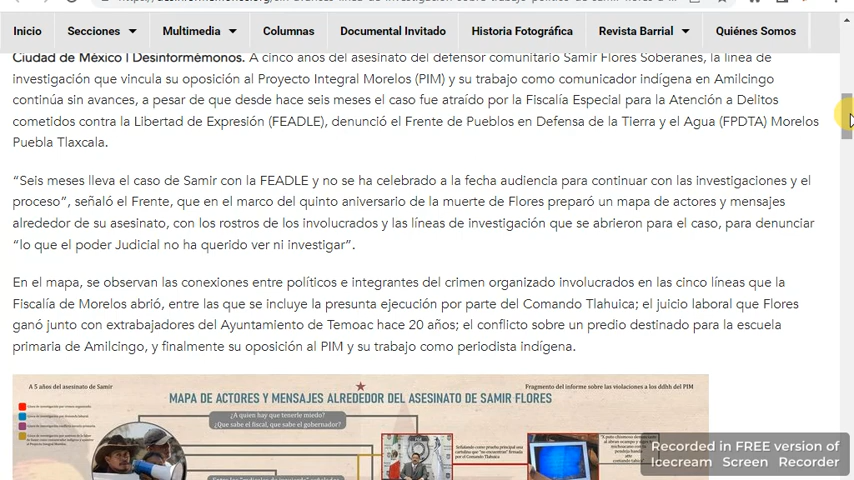 Inicio Secciones Multimedia Columnas Documental Invitado Historia Fotográfica Revista Barrial Quiénes Somos
Ciudad de México | Desinformémonos. A cinco años del asesinato del defensor comunitario Samir Flores Soberanes, la línea de
investigación que vincula su oposición al Proyecto Integral Morelos (PIM) y su trabajo como comunicador indígena en Amilcingo
continúa sin avances, a pesar de que desde hace seis meses el caso fue atraído por la Fiscalía Especial para la Atención a Delitos
cometidos contra la Libertad de Expresión (FEADLE), denunció el Frente de Pueblos en Defensa de la Tierra y el Agua (FPDTA) Morelos
Puebla Tlaxcala.
“Seis meses lleva el caso de Samir con la FEADLE y no se ha celebrado a la fecha audiencia para continuar con las investigaciones y el
proceso”, señaló el Frente, que en el marco del quinto aniversario de la muerte de Flores preparó un mapa de actores y mensajes
alrededor de su asesinato, con los rostros de los involucrados y las líneas de investigación que se abrieron para el caso, para denunciar
“lo que el poder Judicial no ha querido ver ni investigar”.
En el mapa, se observan las conexiones entre políticos e integrantes del crimen organizado involucrados en las cinco líneas que la
Fiscalía de Morelos abrió, entre las que se incluye la presunta ejecución por parte del Comando Tlahuica; el juicio laboral que Flores
ganó junto con extrabajadores del Ayuntamiento de Temoac hace 20 años; el conflicto sobre un predio destinado para la escuela
primaria de Amilcingo, y finalmente su oposición al PIM y su trabajo como periodista indígena.
A 5 años del asesinato de Samir
Fragmento del informe sobre las violaciones a los ddhh del PIM
MAPA DE ACTORES Y MENSAJES ALREDEDOR DEL ASESINATO DE SAMIR FLORES
¿A quien hay que tenerle miedo?
¿Que sabe el fiscal, que sabe el gobernador?
Recorded in FREE version of
Icecream Screen Recorder